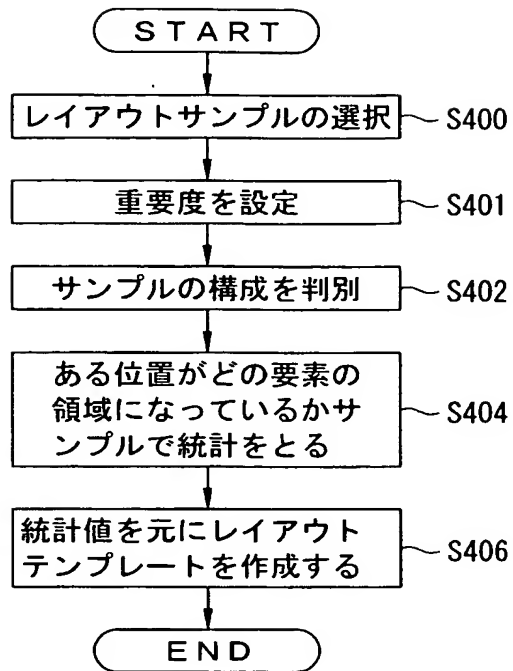 START
レイアウトサンプルの選択
S400
重要度を設定
S401
サンプルの構成を判別
S402
ある位置がどの要素の
領域になっているかサ
ンプルで統計をとる
S404
統計値を元にレイアウト
テンプレートを作成する
S406
END